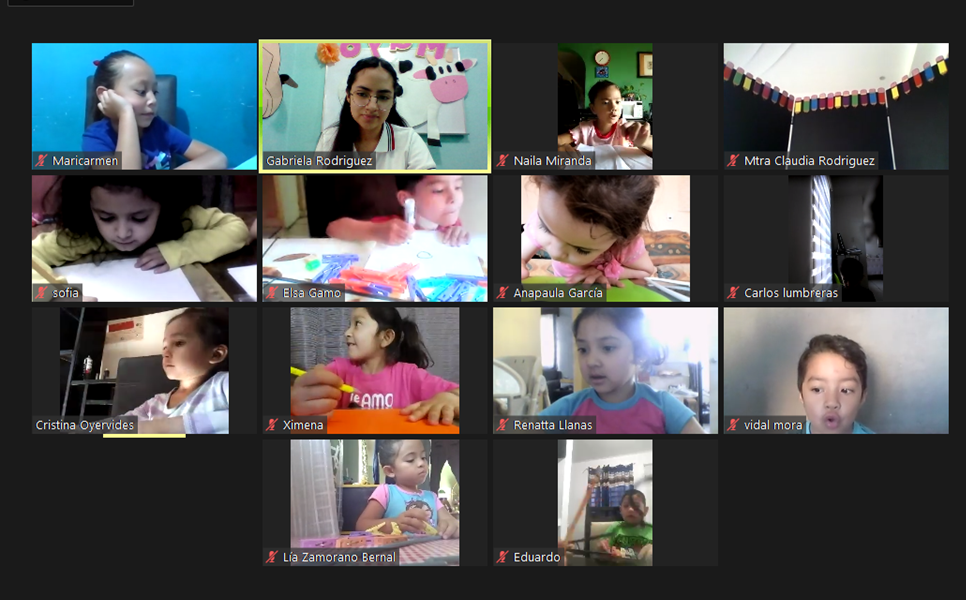 Maricarmen
Gabriela Rodriguez
Naila Miranda
Mtra Claudia Rodriguez
sofia
Elsa Gamo
Anapaula García
Carlos lumbreras
Cristina Oyervides
Ximena
Renatta Llanas
vidal mora
Lía Zamorano Bernal
Eduardo